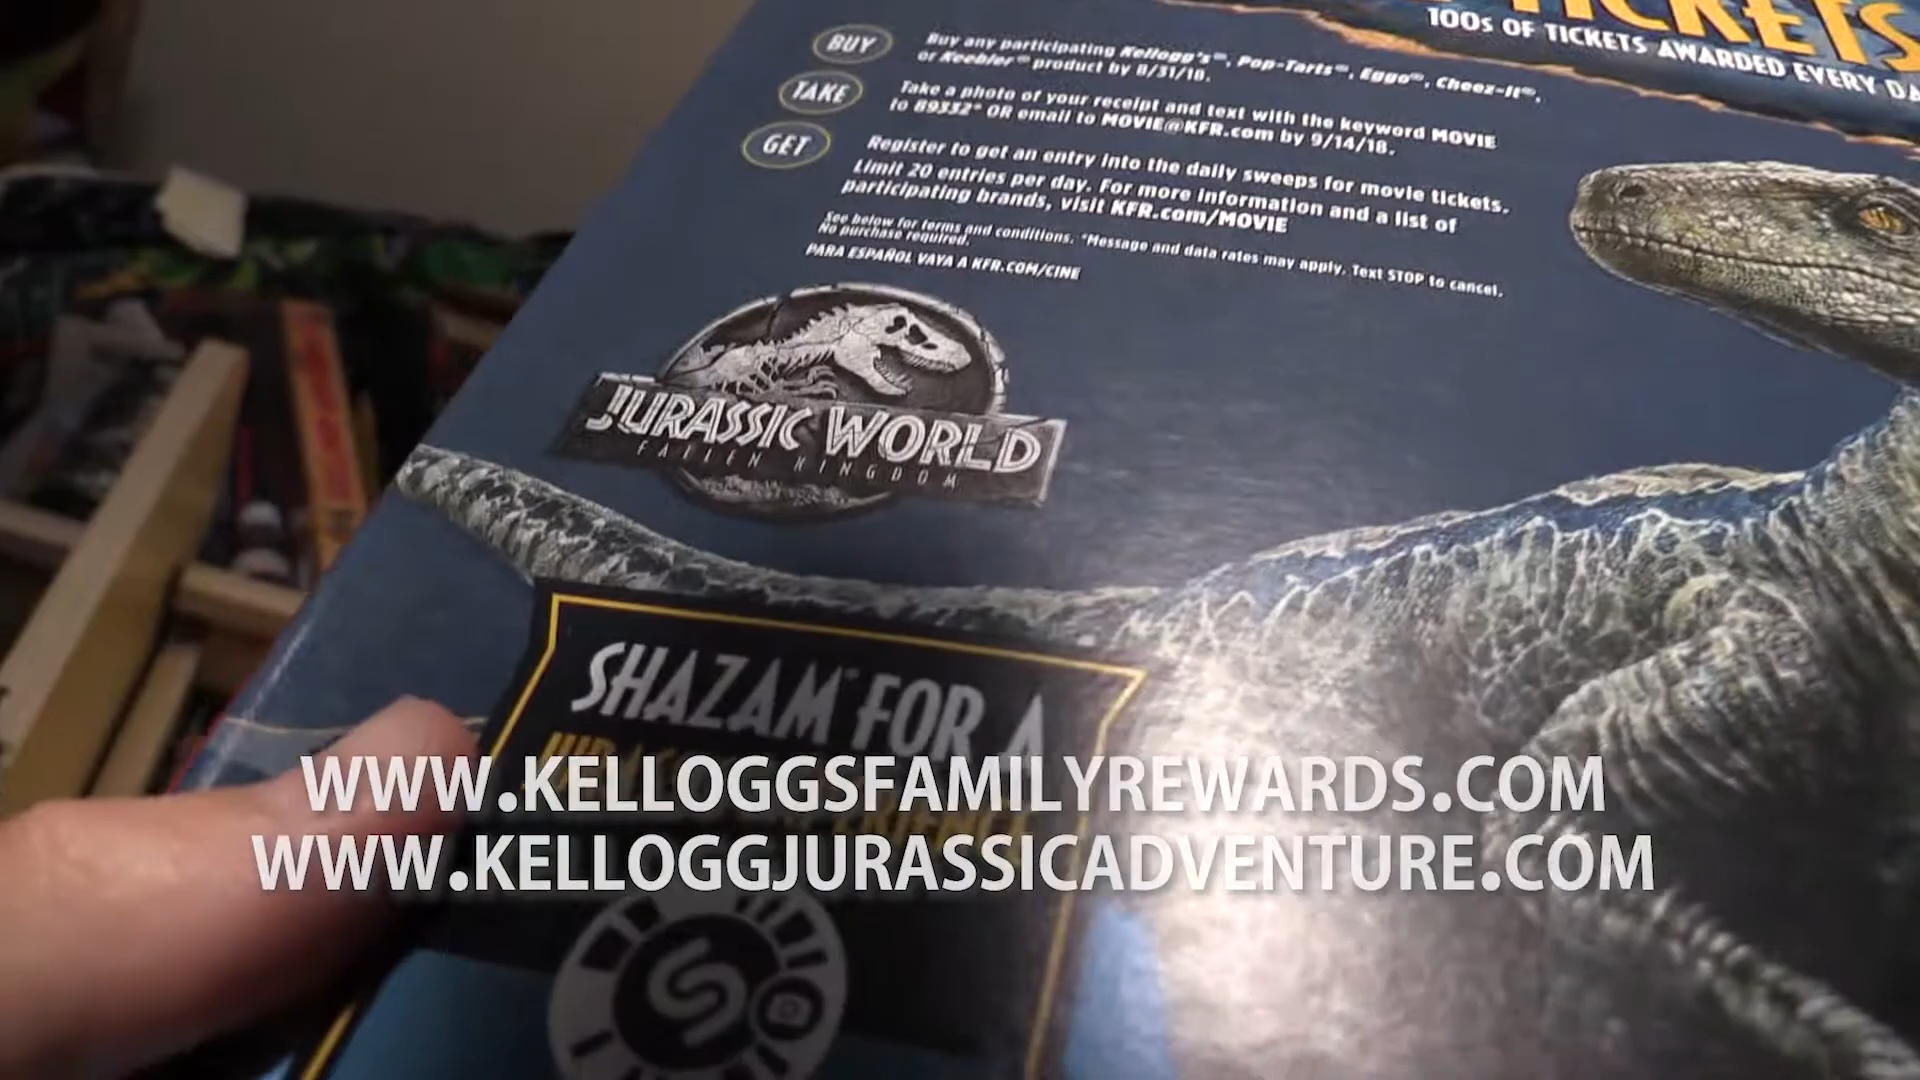 TICKETS
100s OF TICKETS AWARDED EVERY
BUY
Buy any participating Kellogg's®, Pop-Tarts®, Eggo®, Cheez-It®,
or Keebler® product by 8/31/18.
TAKE
Take a photo of your receipt and text with the keyword MOVIE
to 89332* OR email to MOVIE@KFR.com by 9/14/18.
GET
Register to get an entry into the daily sweeps for movie tickets.
Limit 20 entries per day. For more information and a list of
participating brands, visit KFR.com/MOVIE
See below for terms and conditions. *Message and data rates may apply. Text STOP to cancel.
No purchase required.
PARA ESPAÑOL VAYA A KFR.COM/CINE
JURASSIC WORLD
FALLEN KINGDOM
SHAZAM™ FOR A
WWW.KELLOGGSFAMILYREWARDS.COM
WWW.KELLOGGJURASSICADVENTURE.COM